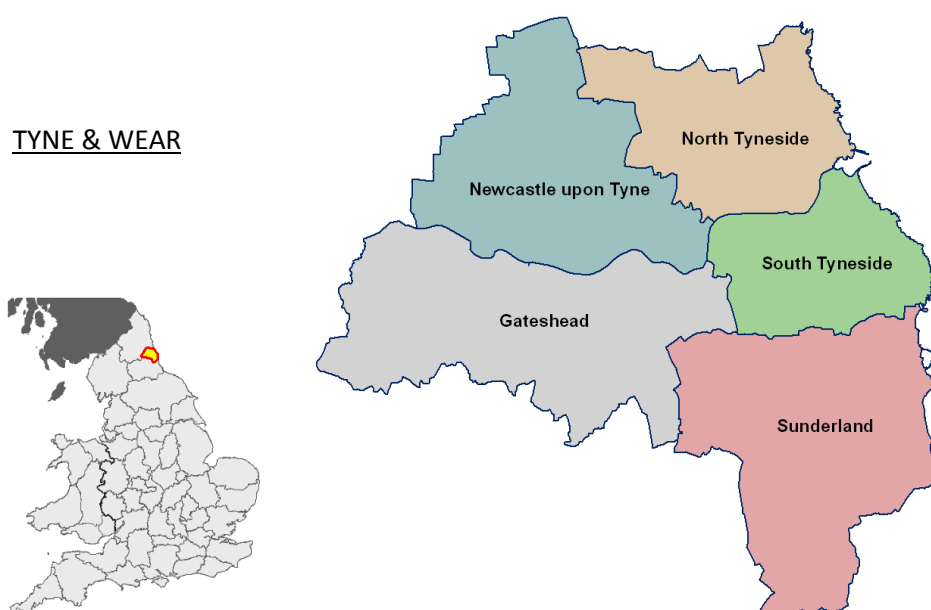 TYNE & WEAR
North Tyneside
Newcastle upon Tyne
South Tyneside
Gateshead
Sunderland